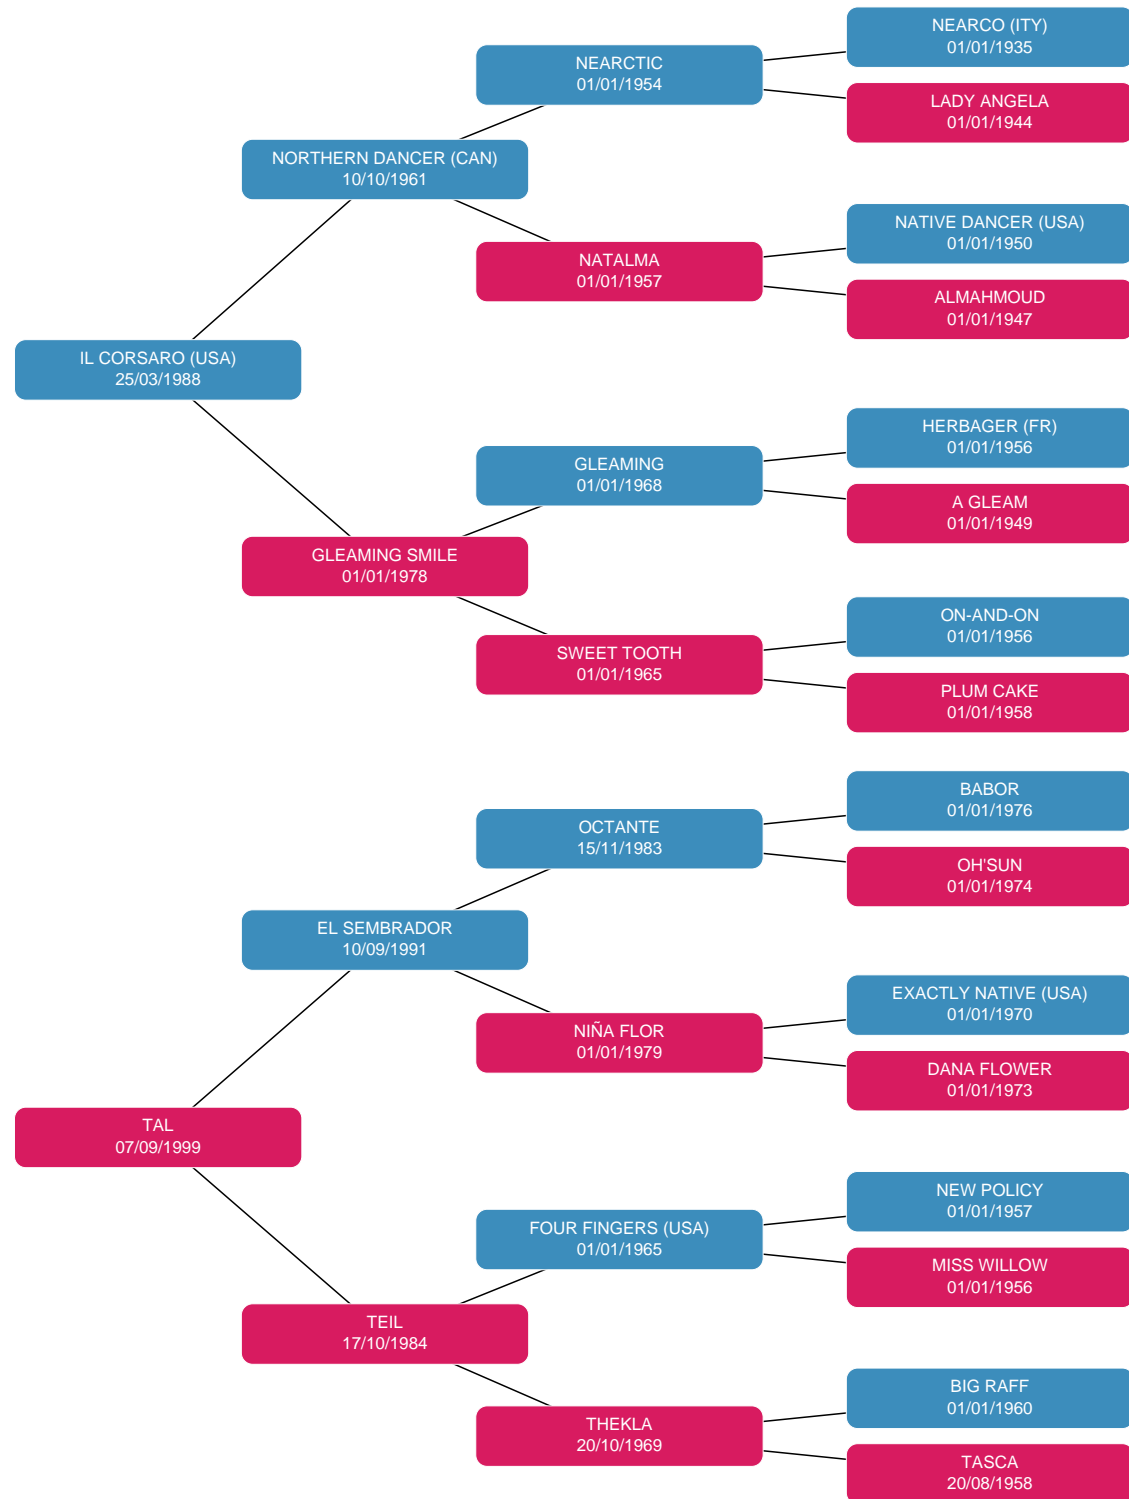 NEARCO (ITY)
01/01/1935
NEARCTIC
01/01/1954
LADY ANGELA
01/01/1944
NORTHERN DANCER (CAN)
10/10/1961
NATIVE DANCER (USA)
01/01/1950
NATALMA
01/01/1957
ALMAHMOUD
01/01/1947
IL CORSARO (USA)
25/03/1988
HERBAGER (FR)
01/01/1956
GLEAMING
01/01/1968
A GLEAM
01/01/1949
GLEAMING SMILE
01/01/1978
ON-AND-ON
01/01/1956
SWEET TOOTH
01/01/1965
PLUM CAKE
01/01/1958
BABOR
01/01/1976
OCTANTE
15/11/1983
OH'SUN
01/01/1974
EL SEMBRADOR
10/09/1991
EXACTLY NATIVE (USA)
01/01/1970
NIÑA FLOR
01/01/1979
DANA FLOWER
01/01/1973
TAL
07/09/1999
NEW POLICY
01/01/1957
FOUR FINGERS (USA)
01/01/1965
MISS WILLOW
01/01/1956
TEIL
17/10/1984
BIG RAFF
01/01/1960
THEKLA
20/10/1969
TASCA
20/08/1958